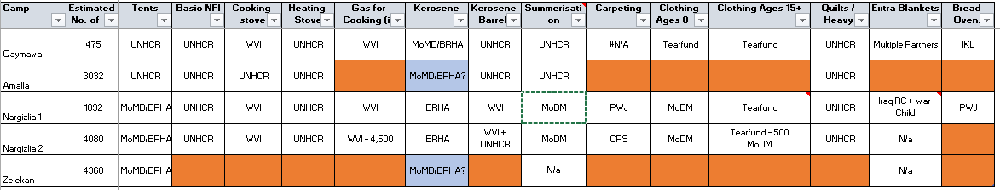 Camp Estimated No. of Tents Basic NFI Cooking stove Heating Stove Gas for Cooking (i Kerosene Kerosene Barrel Summerisati on Carpeting Clothing Ages 0- Clothing Ages 15+ Quilts / Heavy Extra Blankets Bread Oven
Qaymawa 475 UNHCR UNHCR WVI UNHCR WVI MoMD/BRHA UNHCR UNHCR #N/A Tearfund Tearfund UNHCR Multiple Partners IKL
Amalla 3032 UNHCR UNHCR UNHCR UNHCR MoMD/BRHA? UNHCR UNHCR UNHCR
Nargizlia 1 1092 MoMD/BRHA UNHCR WVI UNHCR WVI BRHA WVI MoDM PWJ MoDM Tearfund UNHCR Iraq RC + War Child PWJ
Nargizlia 2 4080 MoMD/BRHA UNHCR WVI UNHCR WVI - 4,500 BRHA WVI + UNHCR MoDM CRS MoDM Tearfund - 500 MoDM UNHCR N/a
Zelekan 4360 MoMD/BRHA MoMD/BRHA? N/a N/a